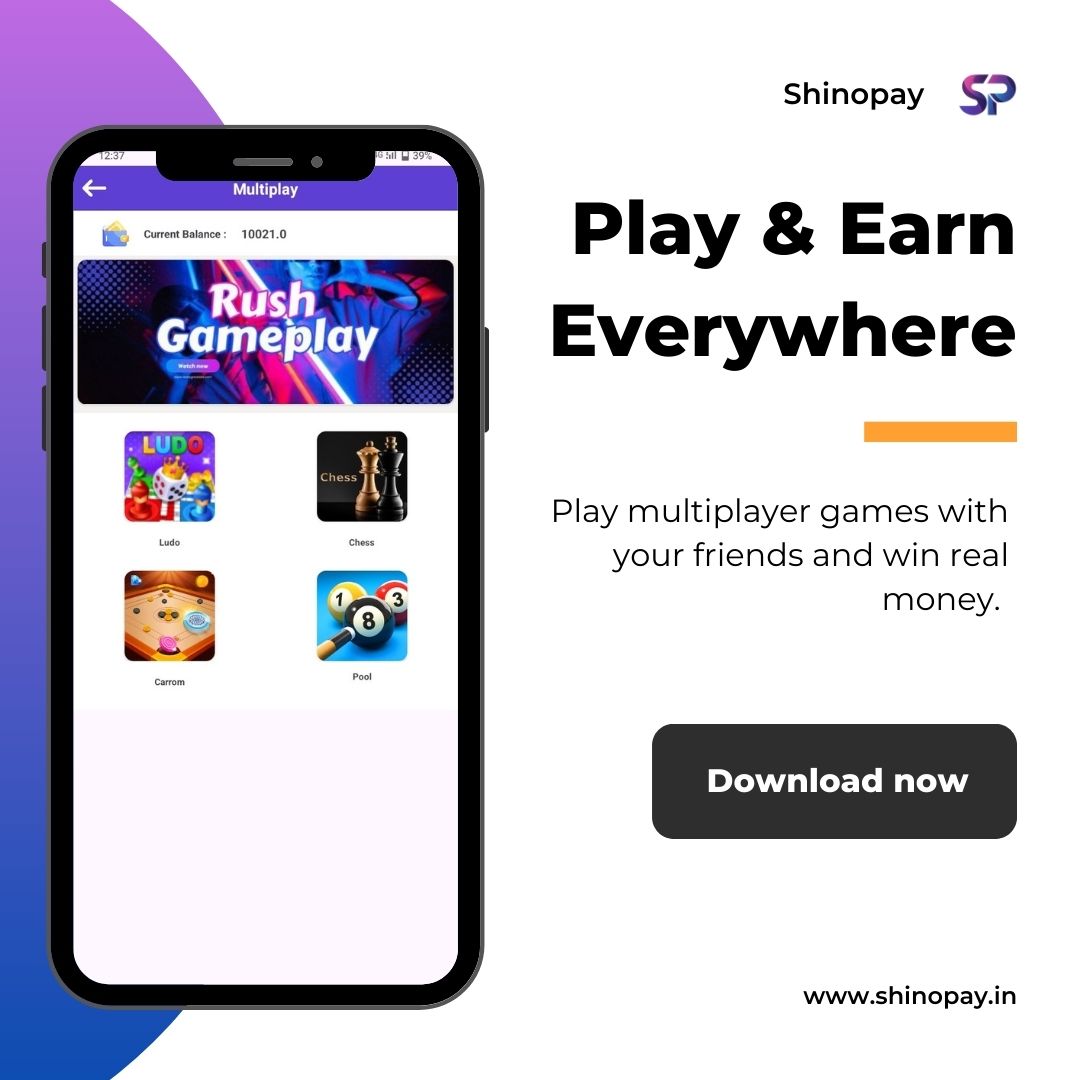 Shinopay
SP
Play & Earn
Everywhere
Play multiplayer games with
your friends and win real
money.
Download now
www.shinopay.in
12:37
39%
Multiplay
Current Balance : 10021.0
Rush
Gameplay
Watch now
LUDO
Chess
Ludo
Chess
1
3
8
Carrom
Pool